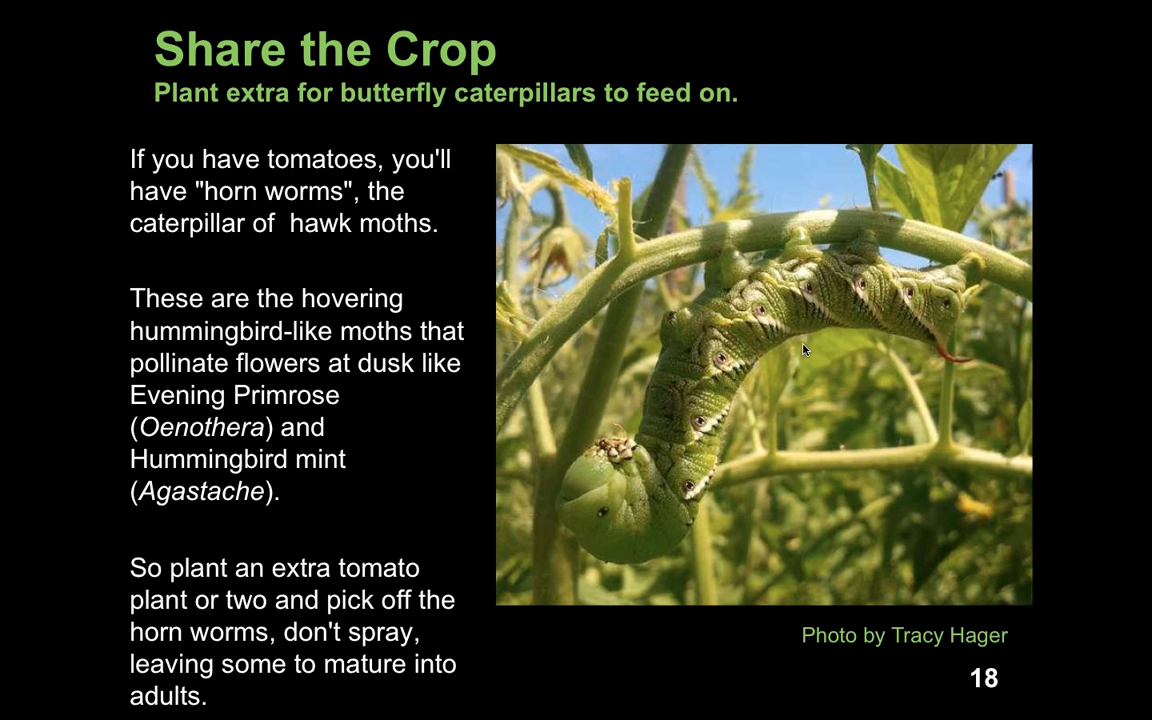 Share the Crop
Plant extra for butterfly caterpillars to feed on.
If you have tomatoes, you'll
have "horn worms", the
caterpillar of  hawk moths.
These are the hovering
hummingbird-like moths that
pollinate flowers at dusk like
Evening Primrose
(Oenothera) and
Hummingbird mint
(Agastache).
So plant an extra tomato
plant or two and pick off the
horn worms, don't spray,
leaving some to mature into
adults.
Photo by Tracy Hager
18